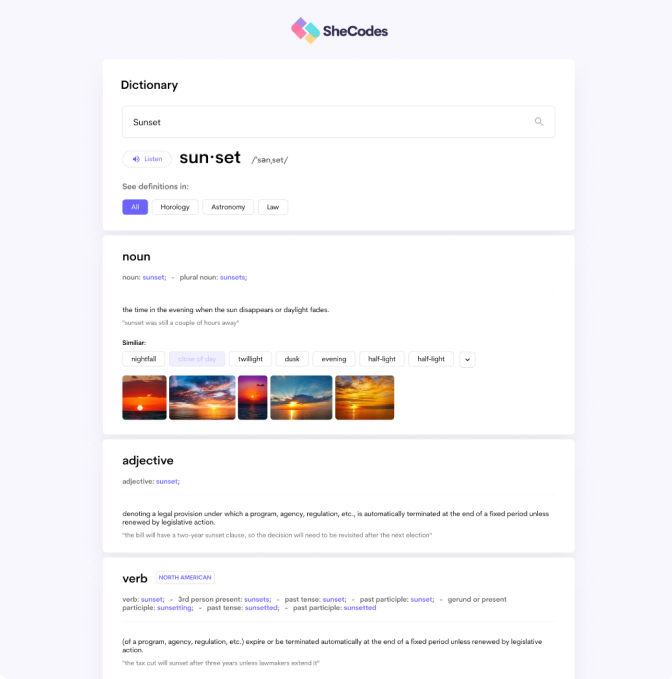 SheCodes
Dictionary
Sunset
Listen sun·set /ˈsənˌset/
See definitions in:
All Horology Astronomy Law
noun
noun: sunset; - plural noun: sunsets;
the time in the evening when the sun disappears or daylight fades.
"sunset was still a couple of hours away"
Similiar:
nightfall close of day twillight dusk evening half-light half-light
adjective
adjective: sunset;
denoting a legal provision under which a program, agency, regulation, etc., is automatically terminated at the end of a fixed period unless
renewed by legislative action.
"the bill will have a two-year sunset clause, so the decision will need to be revisited after the next election"
verb NORTH AMERICAN
verb: sunset; - 3rd person present: sunsets; - past tense: sunset; - past participle: sunset; - gorund or present
participle: sunsetting; - past tense: sunsetted; - past participle: sunsetted
(of a program, agency, regulation, etc.) expire or be terminated automatically at the end of a fixed period unless renewed by legislative
action.
"the tax cut will sunset after three years unless lawmakers extend it"